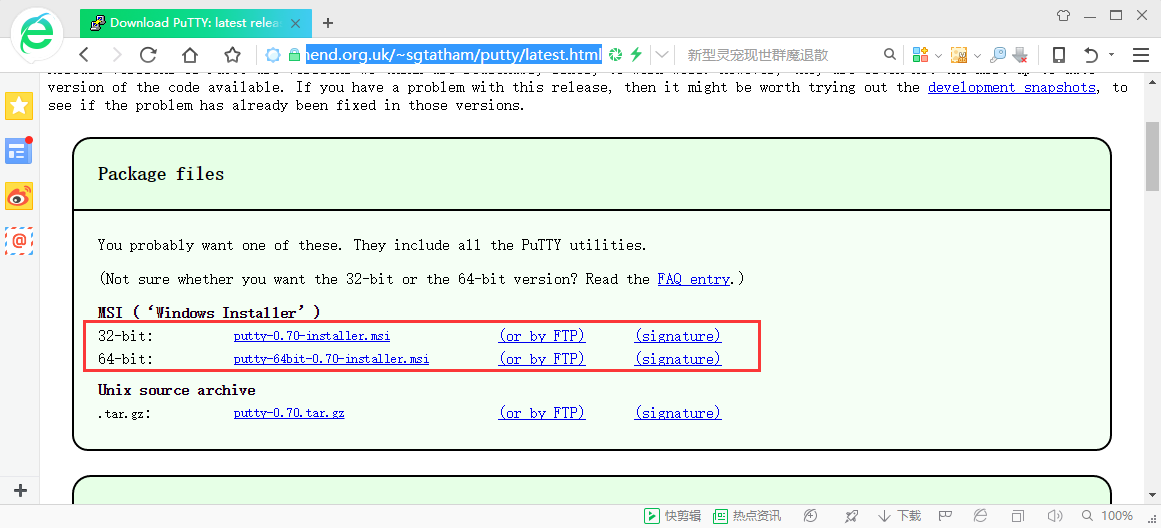 Download PuTTY: latest relea
nend.org.uk/~sgtatham/putty/latest.html
新型灵宠现世群魔退散
version of the code available. If you have a problem with this release, then it might be worth trying out the development snapshots, to
see if the problem has already been fixed in those versions.
Package files
You probably want one of these. They include all the PuTTY utilities.
(Not sure whether you want the 32-bit or the 64-bit version? Read the FAQ entry.)
MSI (‘Windows Installer’)
32-bit: putty-0.70-installer.msi (or by FTP) (signature)
64-bit: putty-64bit-0.70-installer.msi (or by FTP) (signature)
Unix source archive
.tar.gz: putty-0.70.tar.gz (or by FTP) (signature)
快剪辑 热点资讯 下载 100%